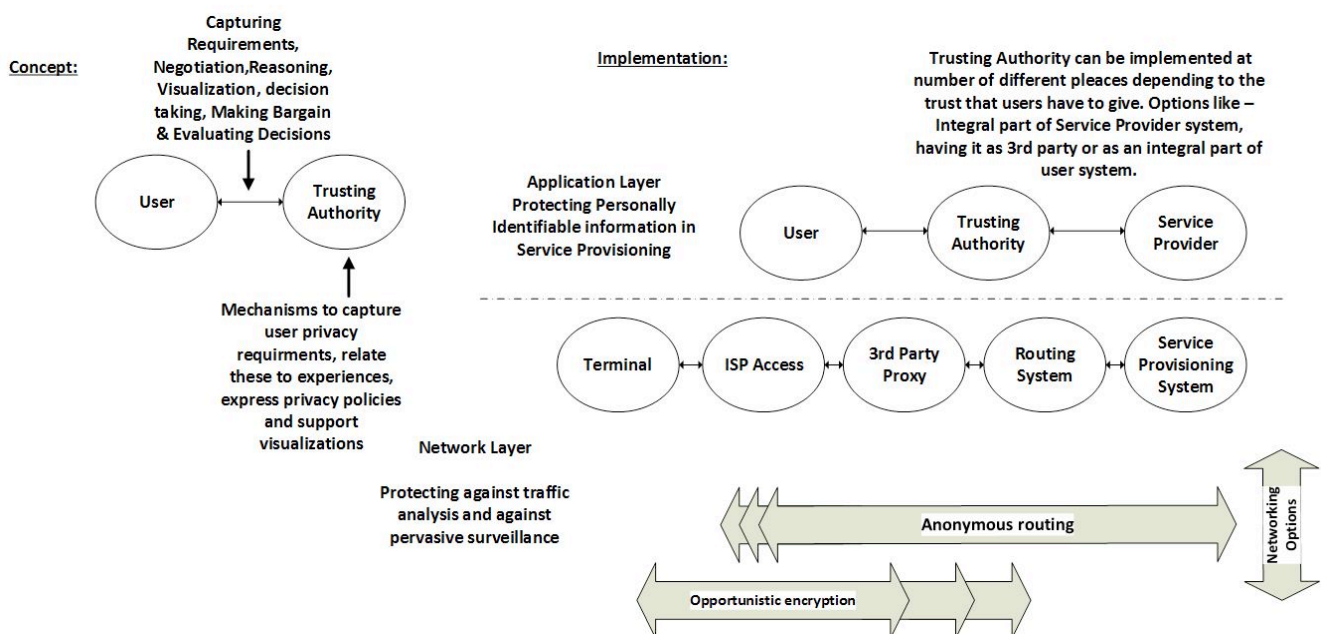 Concept:
Capturing
Requirements,
Negotiation,Reasoning,
Visualization, decision
taking, Making Bargain
& Evaluating Decisions
User
Trusting
Authority
Mechanisms to capture
user privacy
requirments, relate
these to experiences,
express privacy policies
and support
visualizations
Implementation:
Trusting Authority can be implemented at
number of different pleaces depending to the
trust that users have to give. Options like –
Integral part of Service Provider system,
having it as 3rd party or as an integral part of
user system.
Application Layer
Protecting Personally
Identifiable information in
Service Provisioning
User
Trusting
Authority
Service
Provider
Terminal
ISP Access
3rd Party
Proxy
Routing
System
Service
Provisioning
System
Network Layer
Protecting against traffic
analysis and against
pervasive surveillance
Anonymous routing
Opportunistic encryption
Networking
Options